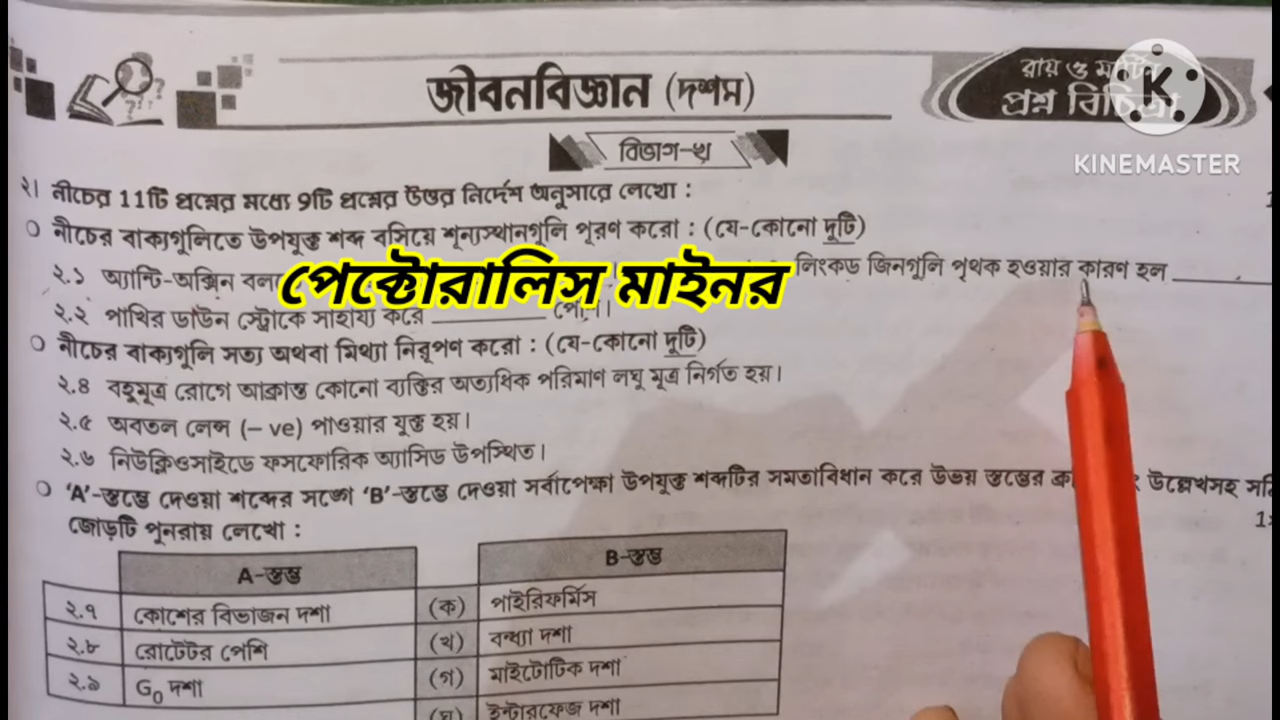 জীবনবিজ্ঞান (দশম)
রায় ও মার্টিন
প্রশ্ন বিচিত্রা
K
KINEMASTER
বিভাগ-খ
২। নীচের 11টি প্রশ্নের মধ্যে 9টি প্রশ্নের উত্তর নির্দেশ অনুসারে লেখো :
নীচের বাক্যগুলিতে উপযুক্ত শব্দ বসিয়ে শূন্যস্থানগুলি পূরণ করো : (যে-কোনো দুটি)
২.১ অ্যান্টি-অক্সিন লিংকড জিনগুলি পৃথক হওয়ার কারণ হল
পেক্টোরালিস মাইনর
২.২ পাখির ডাউন স্ট্রোকে সাহায্য করে
নীচের বাক্যগুলি সত্য অথবা মিথ্যা নিরূপণ করো : (যে-কোনো দুটি)
২.৪ বহুমূত্র রোগে আক্রান্ত কোনো ব্যক্তির অত্যধিক পরিমাণ লঘু মূত্র নির্গত হয়।
২.৫ অবতল লেন্স (– ve) পাওয়ার যুক্ত হয়।
২.৬ নিউক্লিওসাইডে ফসফোরিক অ্যাসিড উপস্থিত।
'A'-স্তম্ভে দেওয়া শব্দের সঙ্গে 'B'-স্তম্ভে দেওয়া সর্বাপেক্ষা উপযুক্ত শব্দটির সমতাবিধান করে উভয় স্তম্ভের উল্লেখসহ
জোড়টি পুনরায় লেখো :
A-স্তম্ভ B-স্তম্ভ
২.৭ কোশের বিভাজন দশা (ক) পাইরিফর্মিস
২.৮ রোটেটর পেশি (খ) বন্ধ্যা দশা
২.৯ G₀ দশা (গ) মাইটোটিক দশা
(ঘ) ইন্টারফেজ দশা